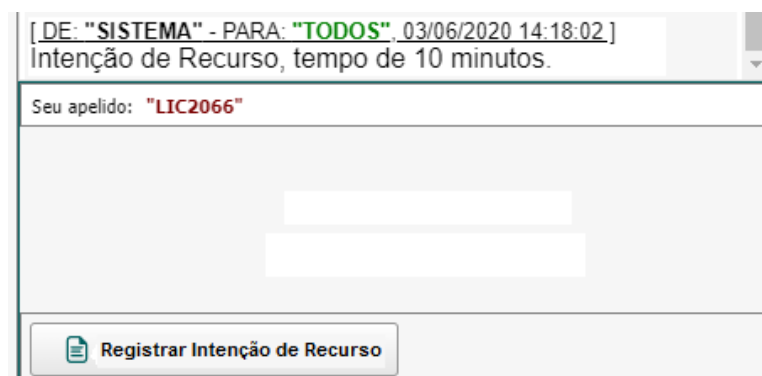 [ DE: "SISTEMA" - PARA: "TODOS", 03/06/2020 14:18:02 ]
Intenção de Recurso, tempo de 10 minutos.
Seu apelido: "LIC2066"
Registrar Intenção de Recurso